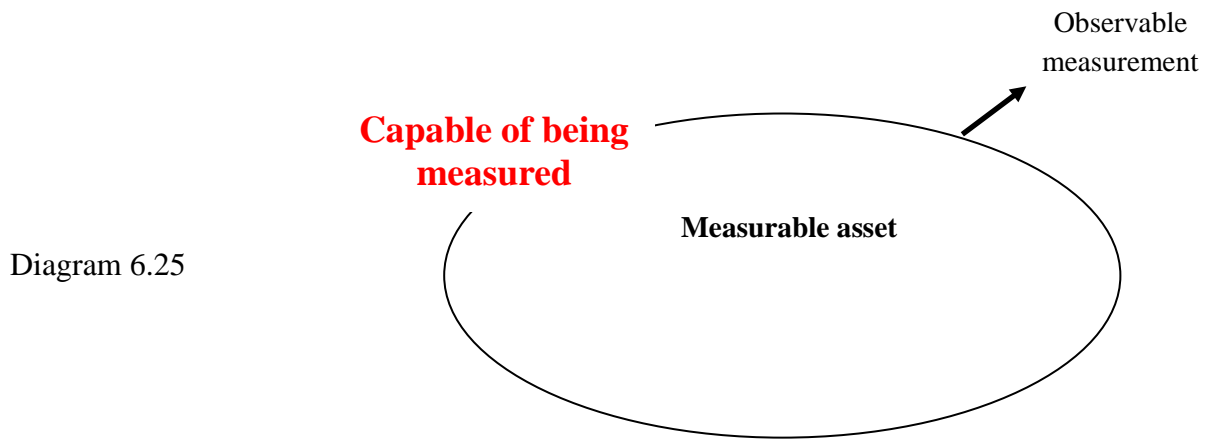 Observable
measurement
Capable of being
measured
Measurable asset
Diagram 6.25